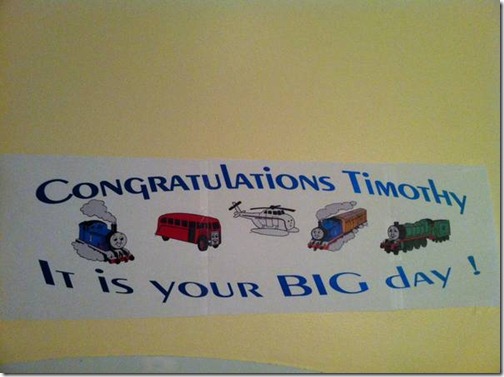 Congratulations Timothy
It is your BIG day !